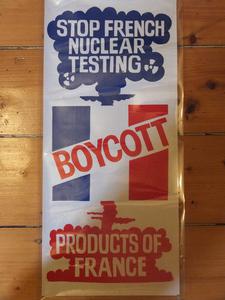 STOP FRENCH
NUCLEAR
TESTING
BOYCOTT
PRODUCTS OF
FRANCE